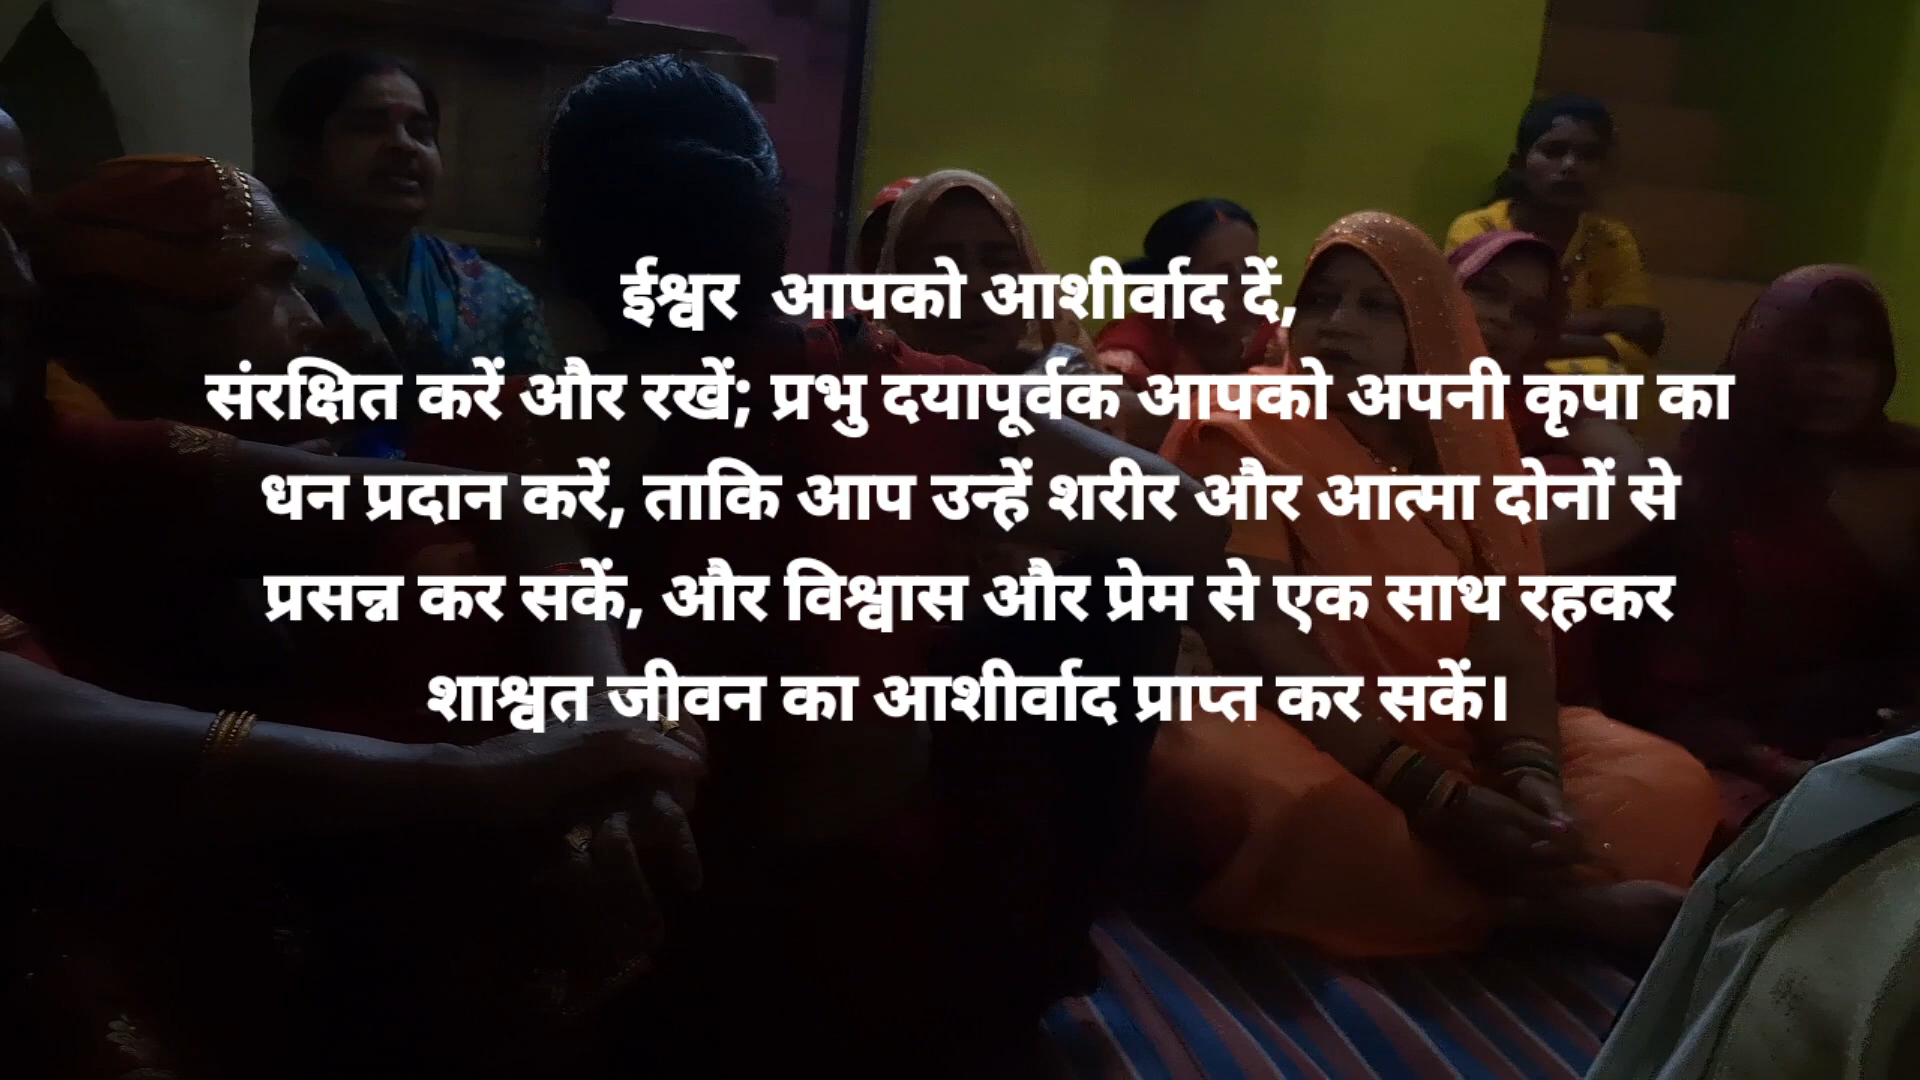 ईश्वर  आपको आशीर्वाद दें,
संरक्षित करें और रखें; प्रभु दयापूर्वक आपको अपनी कृपा का
धन प्रदान करें, ताकि आप उन्हें शरीर और आत्मा दोनों से
प्रसन्न कर सकें, और विश्वास और प्रेम से एक साथ रहकर
शाश्वत जीवन का आशीर्वाद प्राप्त कर सकें।